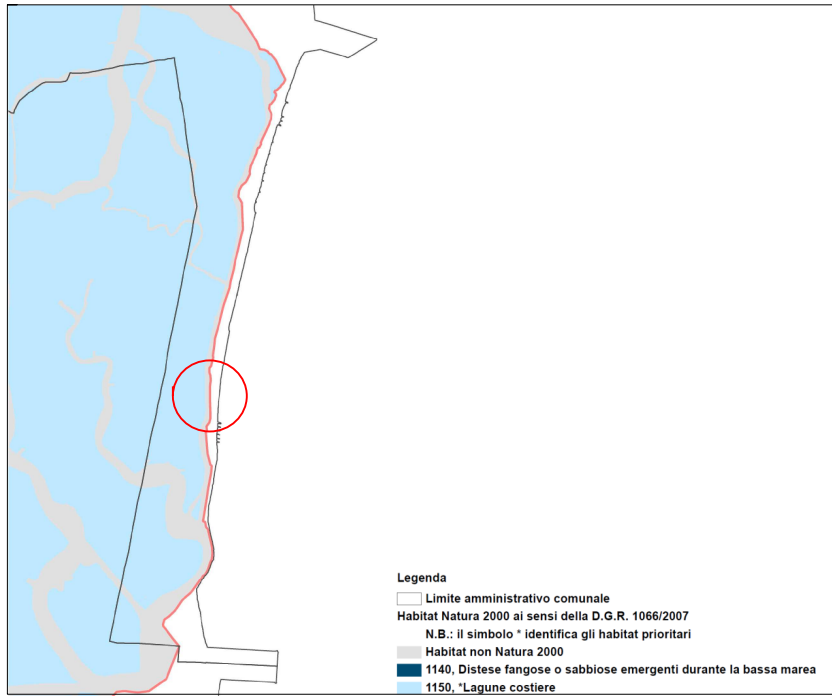 Legenda
Limite amministrativo comunale
Habitat Natura 2000 ai sensi della D.G.R. 1066/2007
N.B.: il simbolo * identifica gli habitat prioritari
Habitat non Natura 2000
1140, Distese fangose o sabbiose emergenti durante la bassa marea
1150, *Lagune costiere